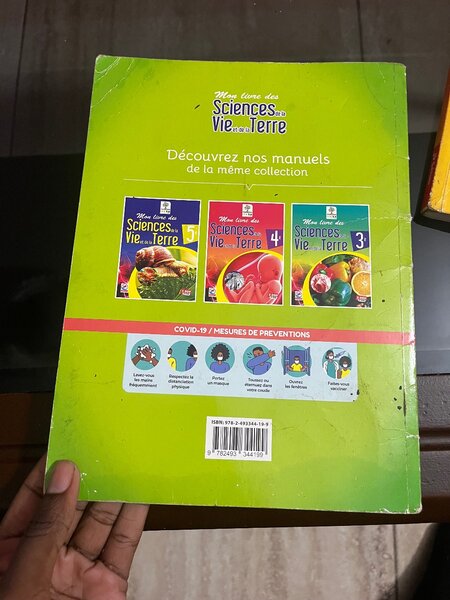 Mon livre des
Sciences de la
Vie et de la Terre
Découvrez nos manuels
de la même collection
Mon livre des
Sciences de la
Vie et de la Terre
5e
Mon livre des
Sciences de la
Vie et de la Terre
4e
Mon livre des
Sciences de la
Vie et de la Terre
3e
COVID-19 / MESURES DE PREVENTIONS
Lavez-vous
les mains
fréquemment
Respectez la
distanciation
physique
Portez
un masque
Toussez ou
éternuez dans
votre coude
Ouvrez
les fenêtres
Faites-vous
vacciner
ISBN: 978-2-493344-19-9
9 782493 344199